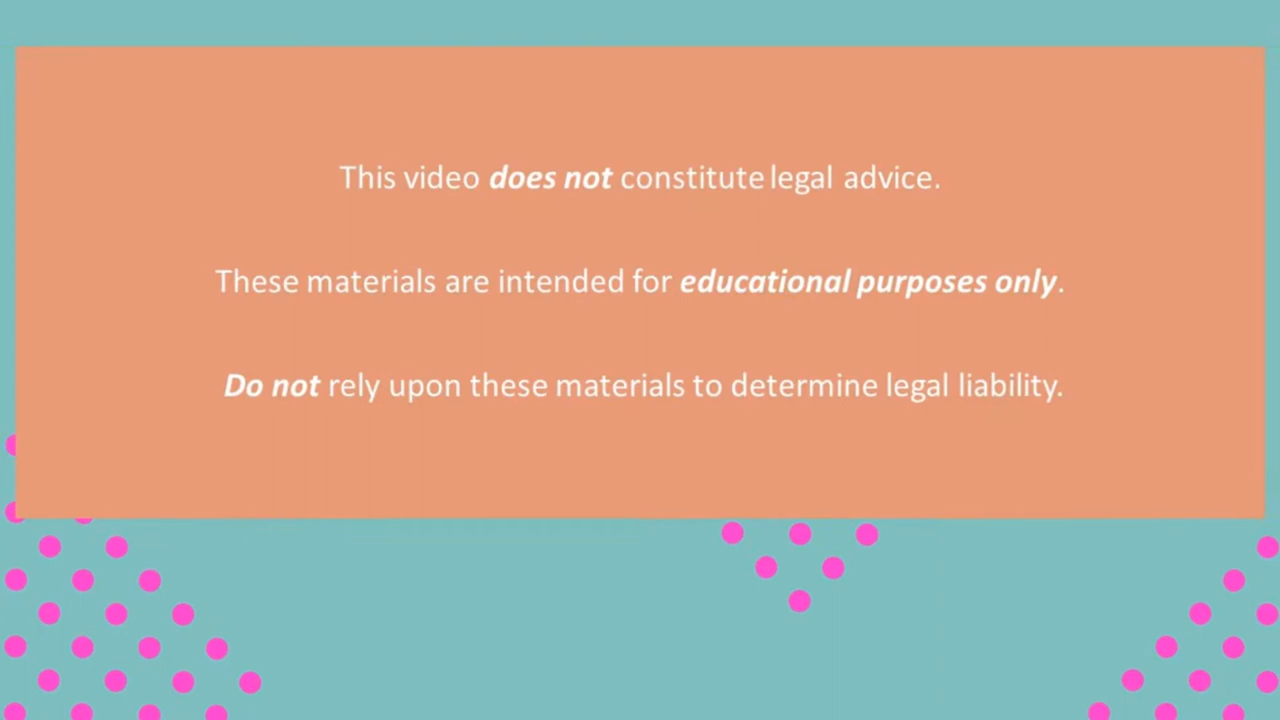 This video does not constitute legal advice.
These materials are intended for educational purposes only.
Do not rely upon these materials to determine legal liability.